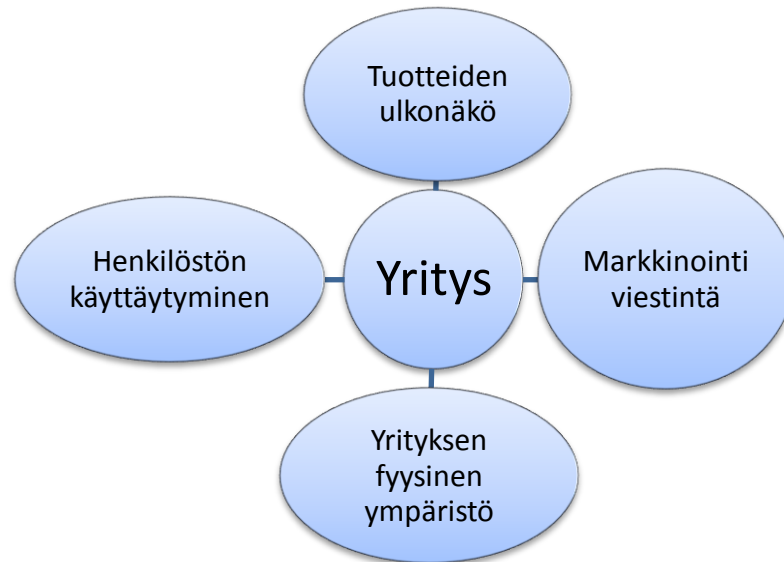 Tuotteiden
ulkonäkö
Henkilöstön
käyttäytyminen
Yritys
Markkinointi
viestintä
Yrityksen
fyysinen
ympäristö